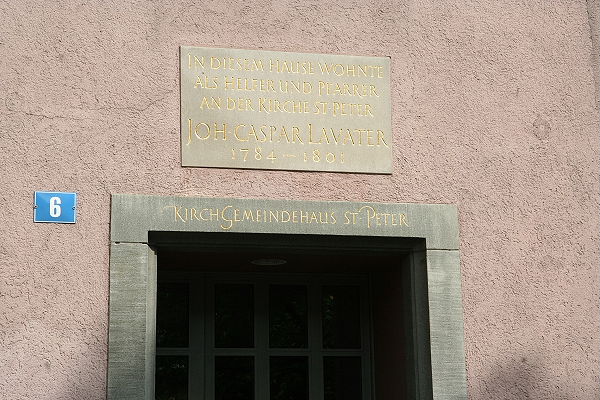 IN DIESEM HAUSE WOHNTE
ALS HELFER UND PFARRER
AN DER KIRCHE ST·PETER
JOH·CASPAR LAVATER
1784–1801
6
KIRCHGEMEINDEHAUS ST·PETER